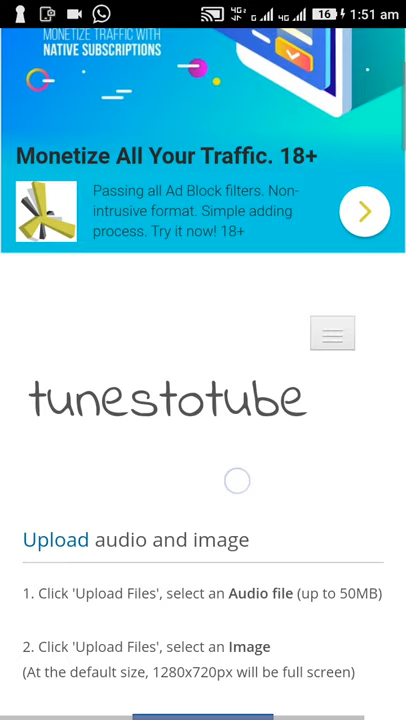 16 1:51 am
MONETIZE TRAFFIC WITH
NATIVE SUBSCRIPTIONS
Monetize All Your Traffic. 18+
Passing all Ad Block filters. Non-
intrusive format. Simple adding
process. Try it now! 18+
tunestotube
Upload audio and image
1. Click 'Upload Files', select an Audio file (up to 50MB)
2. Click 'Upload Files', select an Image
(At the default size, 1280x720px will be full screen)